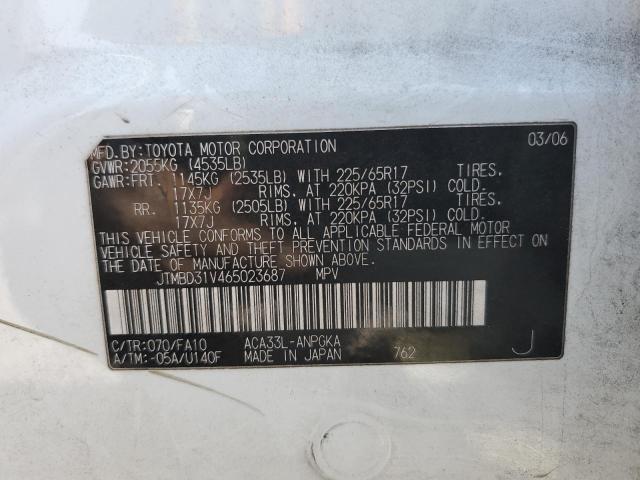 MFD.BY:TOYOTA MOTOR CORPORATION 03/06
GVWR:2055KG (4535LB)
GAWR:FRT. 1145KG (2535LB) WITH 225/65R17 TIRES.
17X7J RIMS. AT 220KPA (32PSI) COLD.
RR. 1135KG (2505LB) WITH 225/65R17 TIRES.
17X7J RIMS. AT 220KPA (32PSI) COLD.
THIS VEHICLE CONFORMS TO ALL APPLICABLE FEDERAL MOTOR
VEHICLE SAFETY AND THEFT PREVENTION STANDARDS IN EFFECT ON
THE DATE OF MANUFACTURE SHOWN ABOVE.
JTMBD31V465023687 MPV
C/TR:070/FA10 ACA33L-ANPGKA
A/TM:-05A/U140F MADE IN JAPAN 762 J